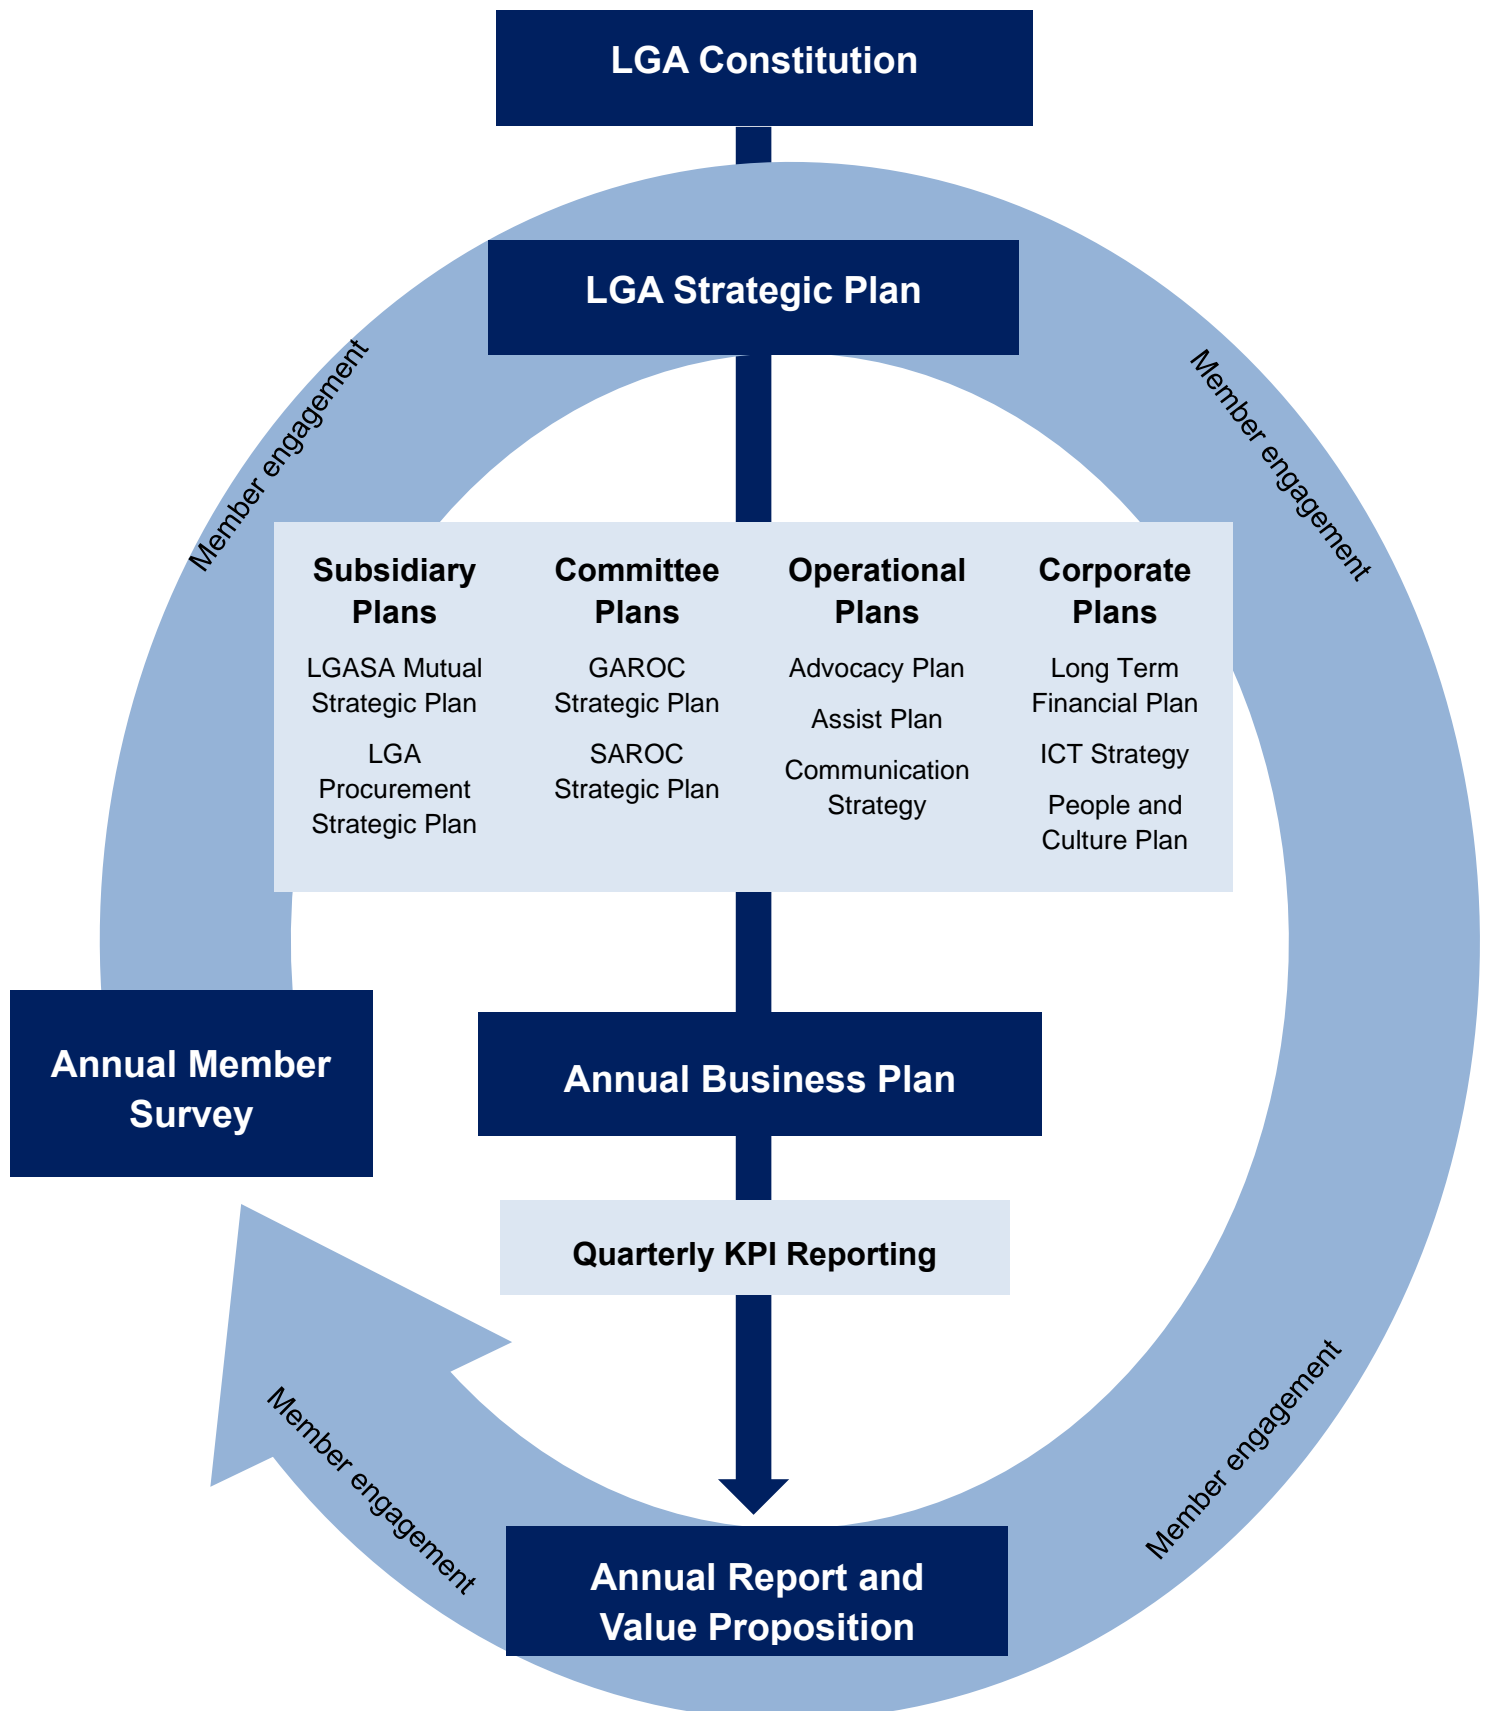 LGA Constitution
LGA Strategic Plan
Member engagement
Member engagement
Subsidiary
Plans
LGASA Mutual
Strategic Plan
LGA
Procurement
Strategic Plan
Committee
Plans
GAROC
Strategic Plan
SAROC
Strategic Plan
Operational
Plans
Advocacy Plan
Assist Plan
Communication
Strategy
Corporate
Plans
Long Term
Financial Plan
ICT Strategy
People and
Culture Plan
Annual Member
Survey
Annual Business Plan
Quarterly KPI Reporting
Member engagement
Member engagement
Annual Report and
Value Proposition